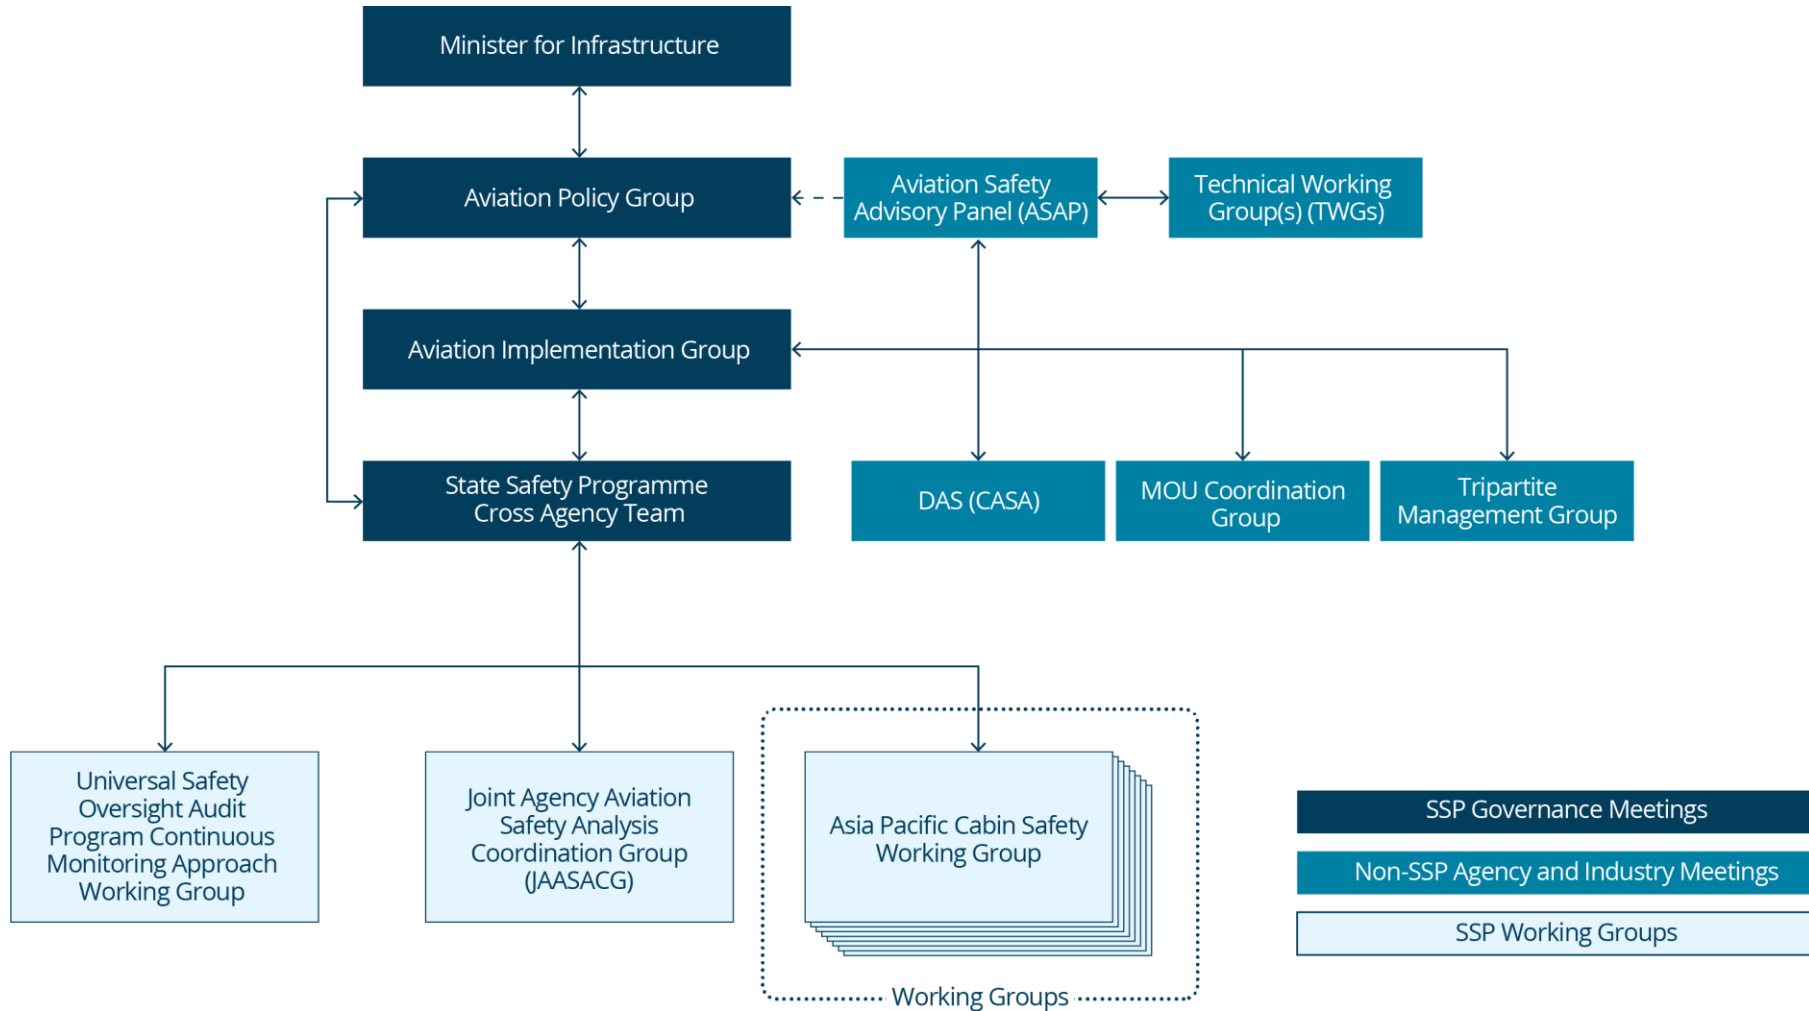 Minister for Infrastructure
Aviation Policy Group
Aviation Safety
Advisory Panel (ASAP)
Technical Working
Group(s) (TWGs)
Aviation Implementation Group
State Safety Programme
Cross Agency Team
DAS (CASA)
MOU Coordination
Group
Tripartite
Management Group
Universal Safety
Oversight Audit
Program Continuous
Monitoring Approach
Working Group
Joint Agency Aviation
Safety Analysis
Coordination Group
(JAASACG)
Asia Pacific Cabin Safety
Working Group
Working Groups
SSP Governance Meetings
Non-SSP Agency and Industry Meetings
SSP Working Groups